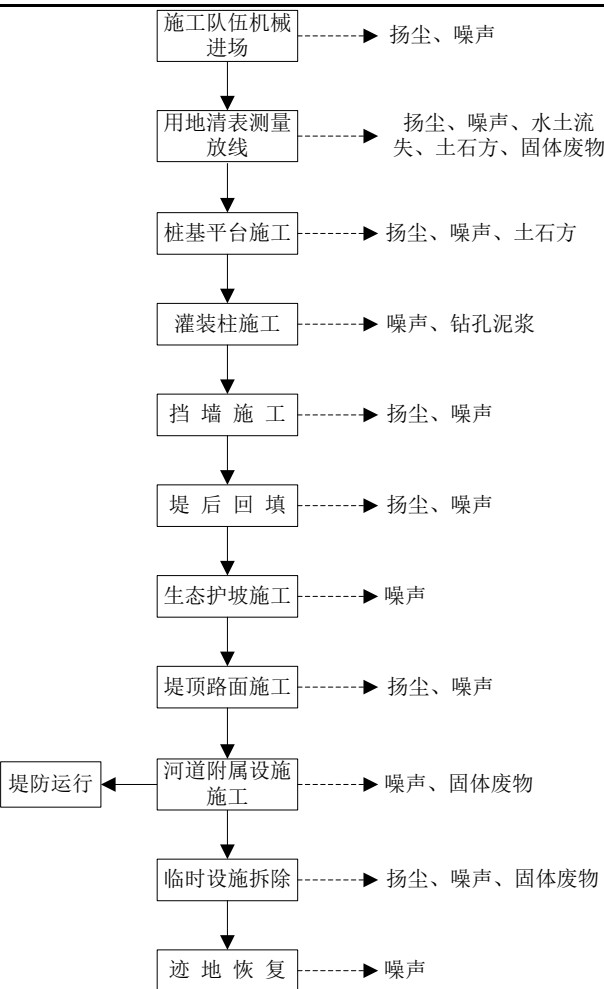 施工队伍机械
进场
扬尘、噪声
用地清表测量
放线
扬尘、噪声、水土流
失、土石方、固体废物
桩基平台施工
扬尘、噪声、土石方
灌装柱施工
噪声、钻孔泥浆
挡墙施工
扬尘、噪声
堤后回填
扬尘、噪声
生态护坡施工
噪声
堤顶路面施工
扬尘、噪声
堤防运行
河道附属设施
施工
噪声、固体废物
临时设施拆除
扬尘、噪声、固体废物
迹地恢复
噪声